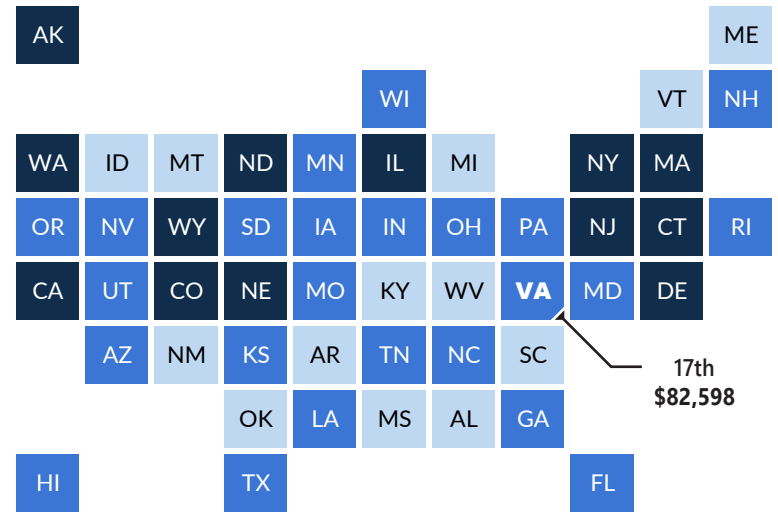 AK ME
WI VT NH
WA ID MT ND MN IL MI NY MA
OR NV WY SD IA IN OH PA NJ CT RI
CA UT CO NE MO KY WV VA MD DE
AZ NM KS AR TN NC SC
17th
$82,598
OK LA MS AL GA
HI TX FL